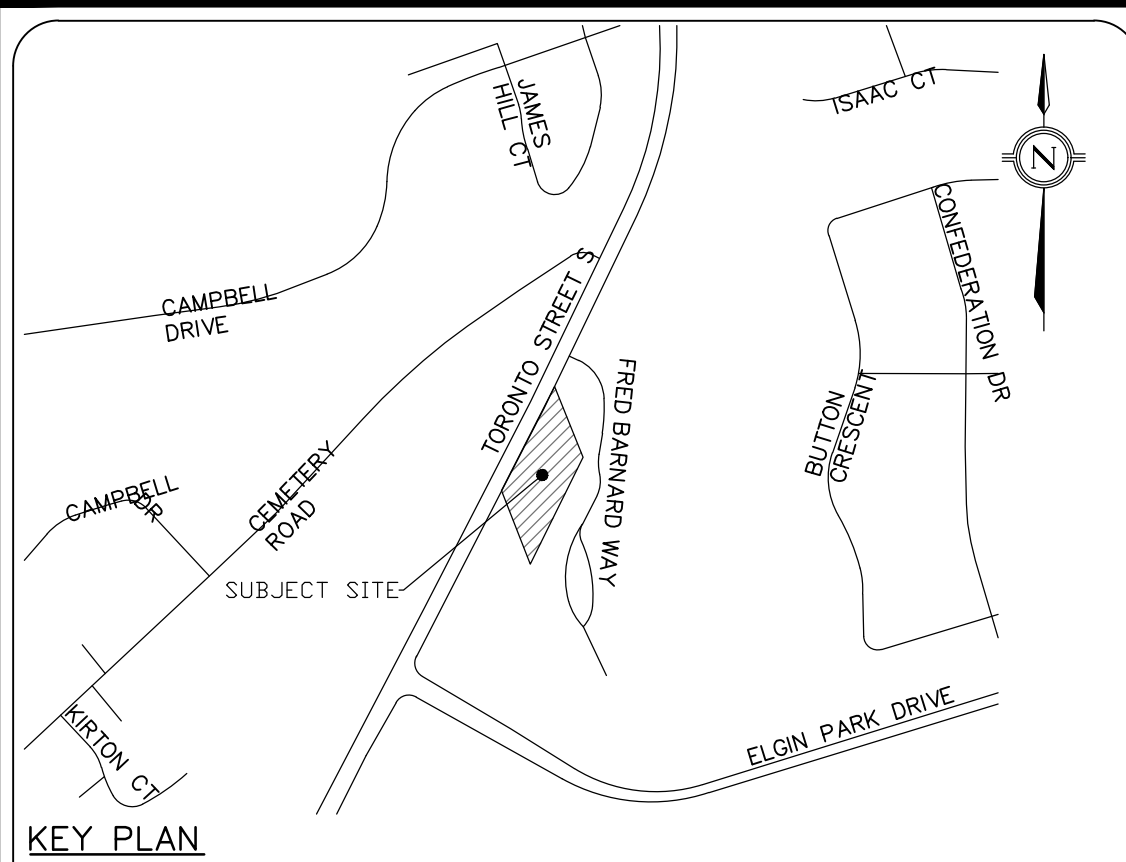 JAMES
HILL CT
ISAAC CT
N
CONFEDERATION DR
CAMPBELL
DRIVE
TORONTO STREET S
FRED BARNARD WAY
BUTTON
CRESCENT
CEMETERY
ROAD
CAMPBELL
DR
SUBJECT SITE
KIRTON CT
ELGIN PARK DRIVE
KEY PLAN